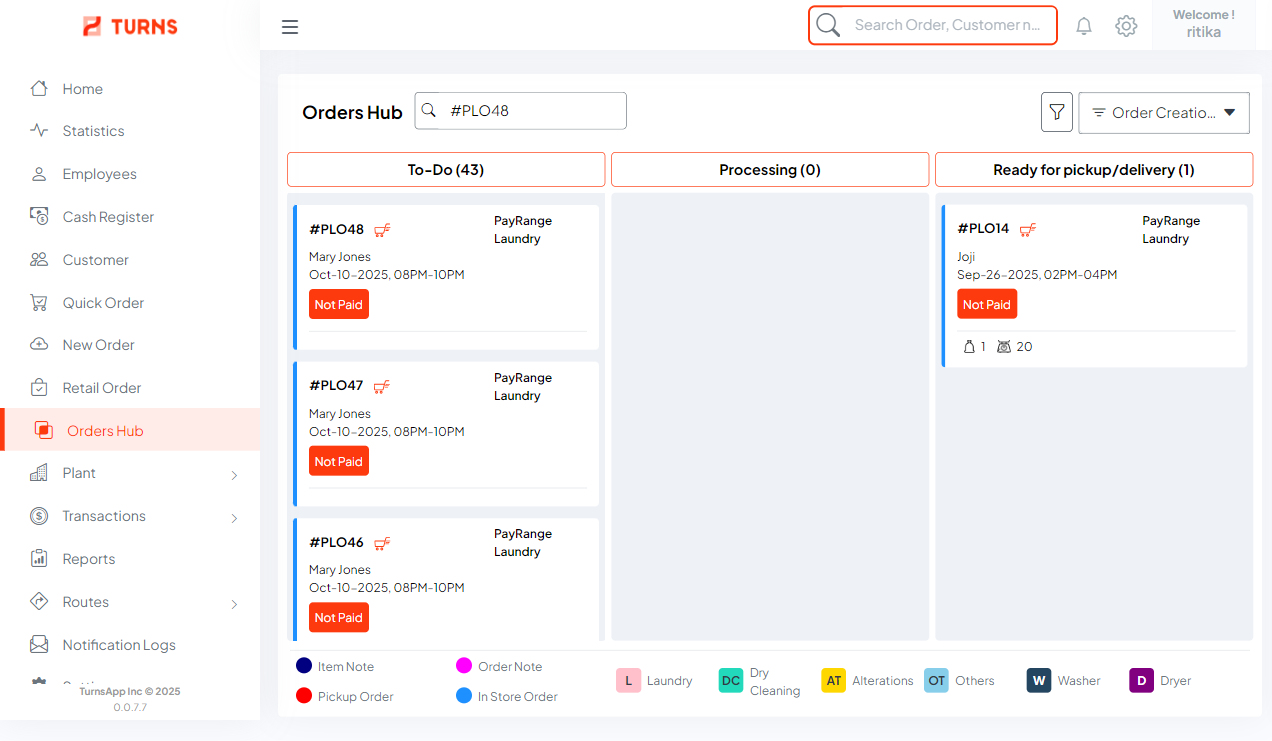 TURNS
Search Order, Customer n...
Welcome !
ritika
Home
Statistics
Employees
Cash Register
Customer
Quick Order
New Order
Retail Order
Orders Hub
Plant
Transactions
Reports
Routes
Notification Logs
TurnsApp Inc © 2025
0.0.7.7
Orders Hub
#PLO48
Order Creatio...
To-Do (43)
Processing (0)
Ready for pickup/delivery (1)
#PLO48
PayRange
Laundry
Mary Jones
Oct-10-2025, 08PM-10PM
Not Paid
#PLO47
PayRange
Laundry
Mary Jones
Oct-10-2025, 08PM-10PM
Not Paid
#PLO46
PayRange
Laundry
Mary Jones
Oct-10-2025, 08PM-10PM
Not Paid
#PLO14
PayRange
Laundry
Joji
Sep-26-2025, 02PM-04PM
Not Paid
1 20
Item Note
Order Note
Pickup Order
In Store Order
L Laundry
DC Dry
Cleaning
AT Alterations
OT Others
W Washer
D Dryer